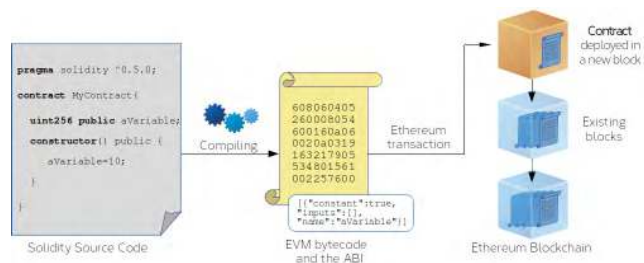 pragma solidity ^0.5.0;
contract MyContract{
uint256 public aVariable;
constructor() public {
aVariable=10;
}
}
Solidity Source Code
Compiling
608060405
260008054
600160a06
0020a0319
163217905
534801561
002257600
[{"constant":true,
"inputs":[],
"name":"aVariable"}]
EVM bytecode
and the ABI
Ethereum
transaction
Contract
deployed in
a new block
Existing
blocks
Ethereum Blockchain